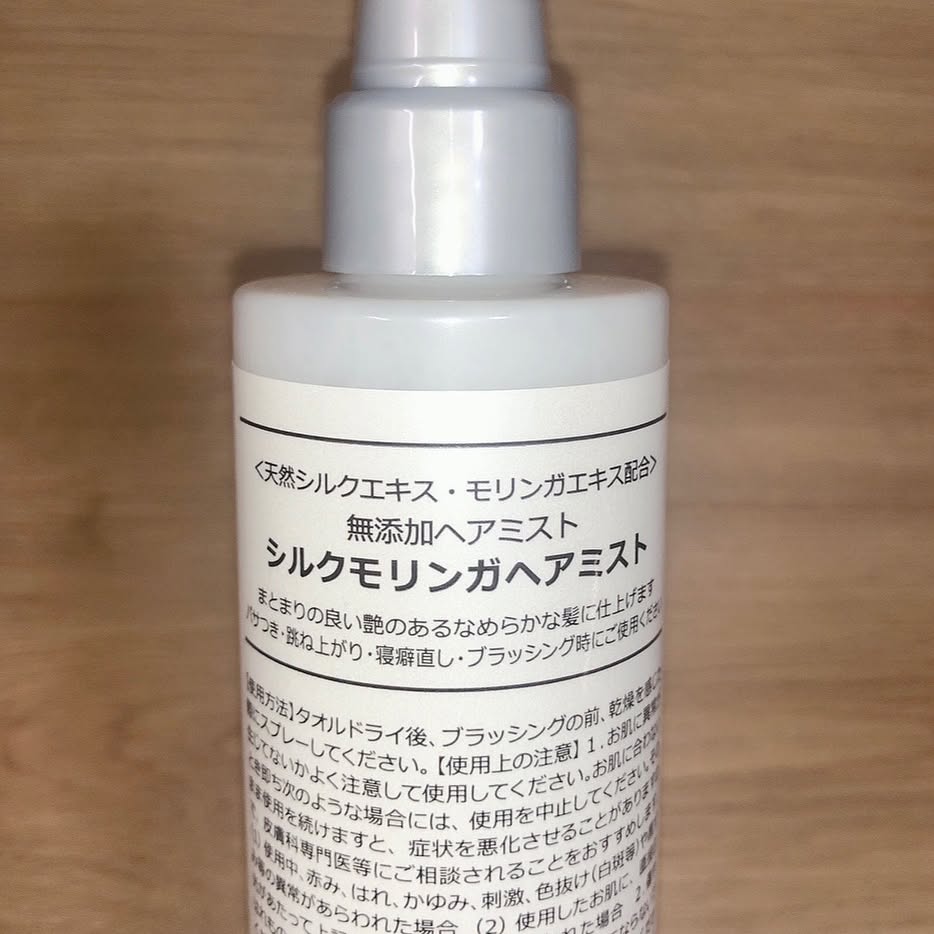 <天然シルクエキス・モリンガエキス配合>
無添加ヘアミスト
シルクモリンガヘアミスト
まとまりの良い艶のあるなめらかな髪に仕上げます
パサつき・跳ね上がり・寝癖直し・ブラッシング時にご使用ください
【使用方法】タオルドライ後、ブラッシングの前、乾燥を感じた
際にスプレーしてください。【使用上の注意】1.お肌に異常が
生じてないかよく注意して使用してください。お肌に合わない
とき即ち次のような場合には、使用を中止してください。その
まま使用を続けますと、症状を悪化させることがあります
で、皮膚科専門医等にご相談されることをおすすめします
(1)使用中、赤み、はれ、かゆみ、刺激、色抜け(白斑等)や
の異常があらわれた場合 (2)使用したお肌に、
があたって上 れた場合 2.